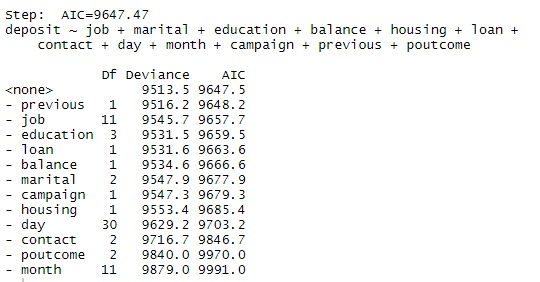 Step:  AIC=9647.47
deposit ~ job + marital + education + balance + housing + loan +
    contact + day + month + campaign + previous + poutcome

            Df Deviance    AIC
<none>         9513.5 9647.5
- previous   1   9516.2 9648.2
- job       11   9545.7 9657.7
- education  3   9531.5 9659.5
- loan       1   9531.6 9663.6
- balance    1   9534.6 9666.6
- marital    2   9547.9 9677.9
- campaign   1   9547.3 9679.3
- housing    1   9553.4 9685.4
- day       30   9629.2 9703.2
- contact    2   9716.7 9846.7
- poutcome   2   9840.0 9970.0
- month     11   9879.0 9991.0